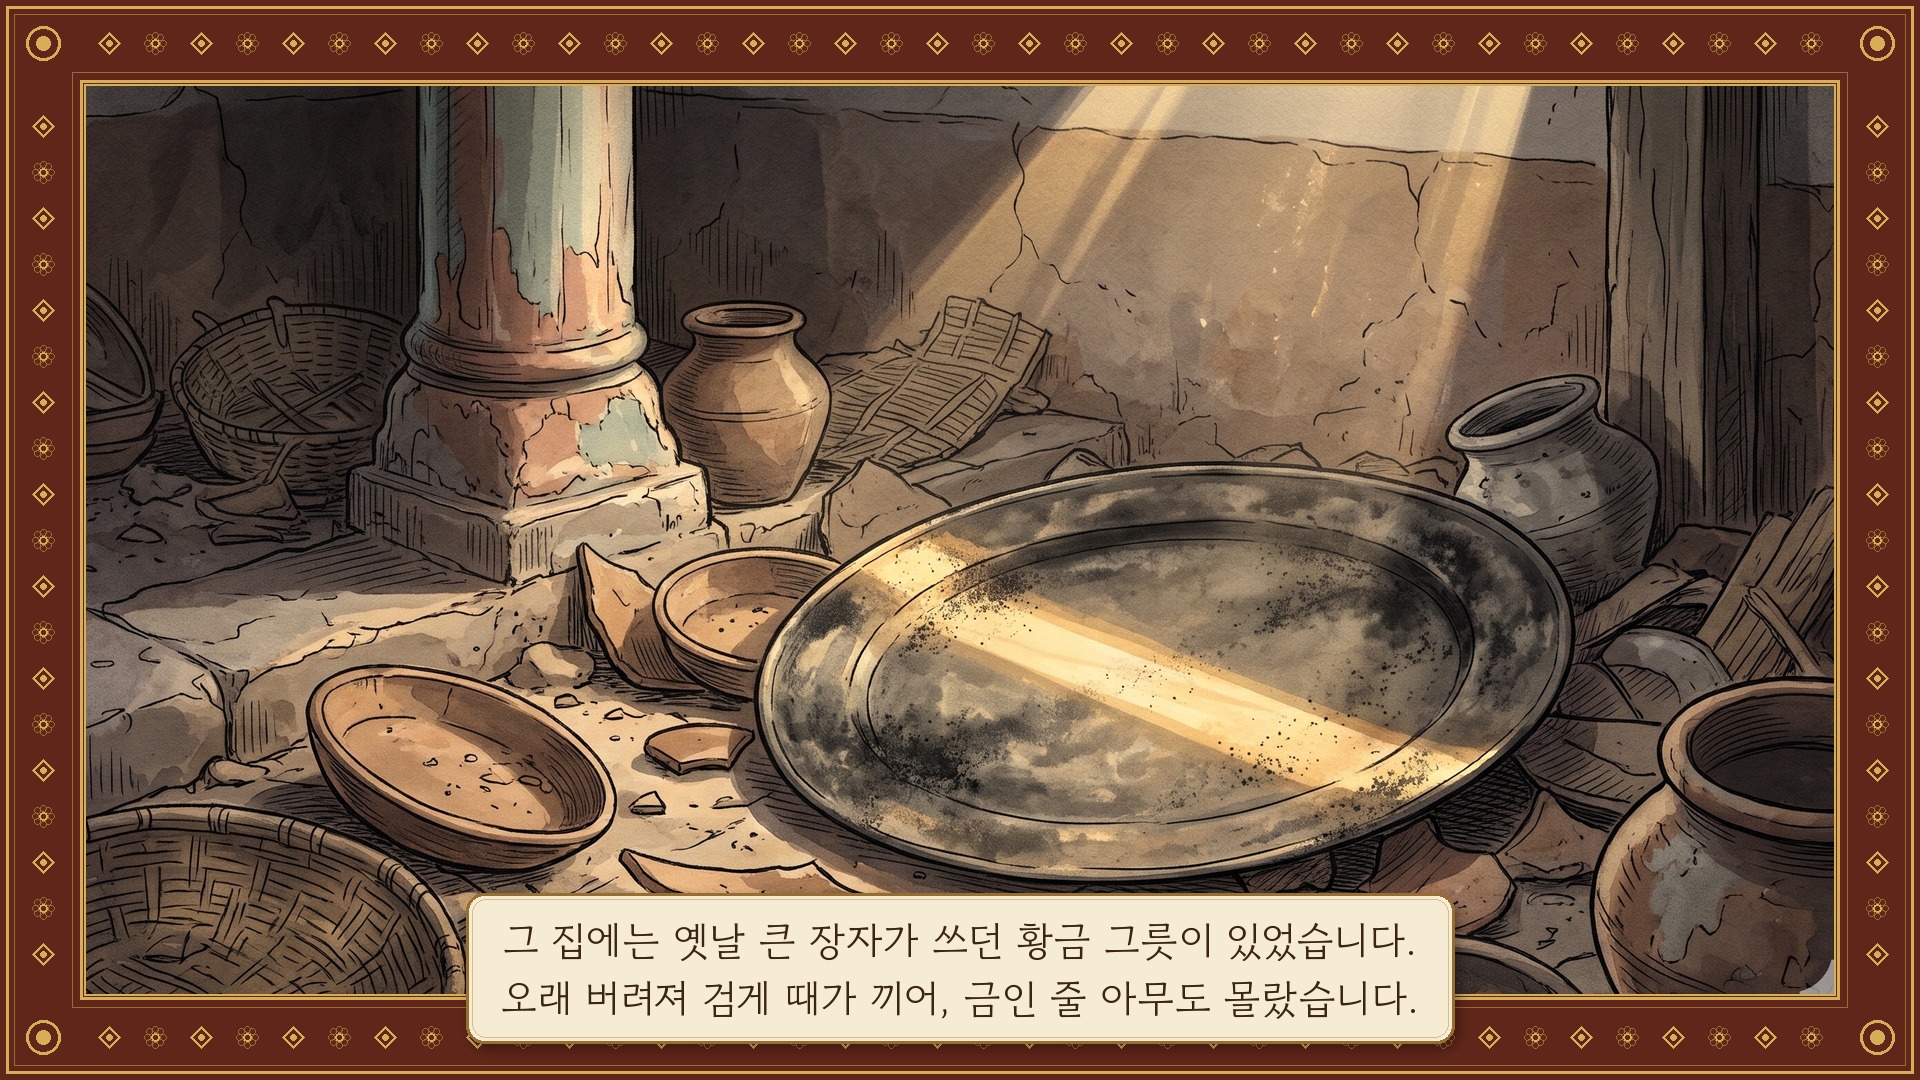 그 집에는 옛날 큰 장자가 쓰던 황금 그릇이 있었습니다.
오래 버려져 검게 때가 끼어, 금인 줄 아무도 몰랐습니다.